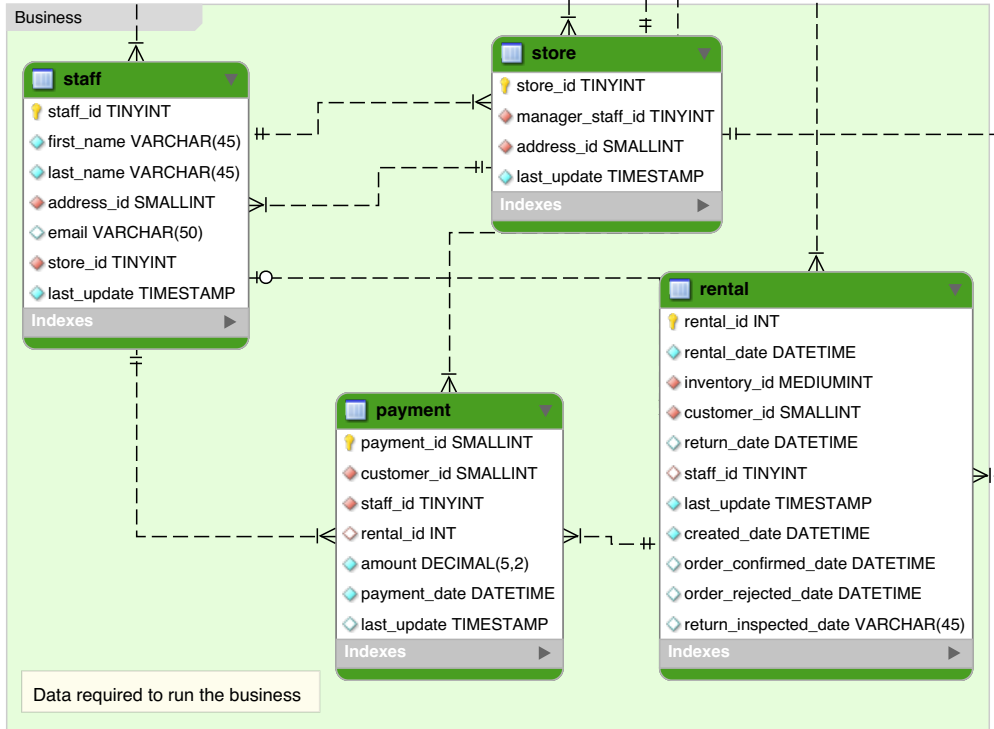 Business
staff
staff_id TINYINT
first_name VARCHAR(45)
last_name VARCHAR(45)
address_id SMALLINT
email VARCHAR(50)
store_id TINYINT
last_update TIMESTAMP
Indexes
store
store_id TINYINT
manager_staff_id TINYINT
address_id SMALLINT
last_update TIMESTAMP
Indexes
payment
payment_id SMALLINT
customer_id SMALLINT
staff_id TINYINT
rental_id INT
amount DECIMAL(5,2)
payment_date DATETIME
last_update TIMESTAMP
Indexes
rental
rental_id INT
rental_date DATETIME
inventory_id MEDIUMINT
customer_id SMALLINT
return_date DATETIME
staff_id TINYINT
last_update TIMESTAMP
created_date DATETIME
order_confirmed_date DATETIME
order_rejected_date DATETIME
return_inspected_date VARCHAR(45)
Indexes
Data required to run the business